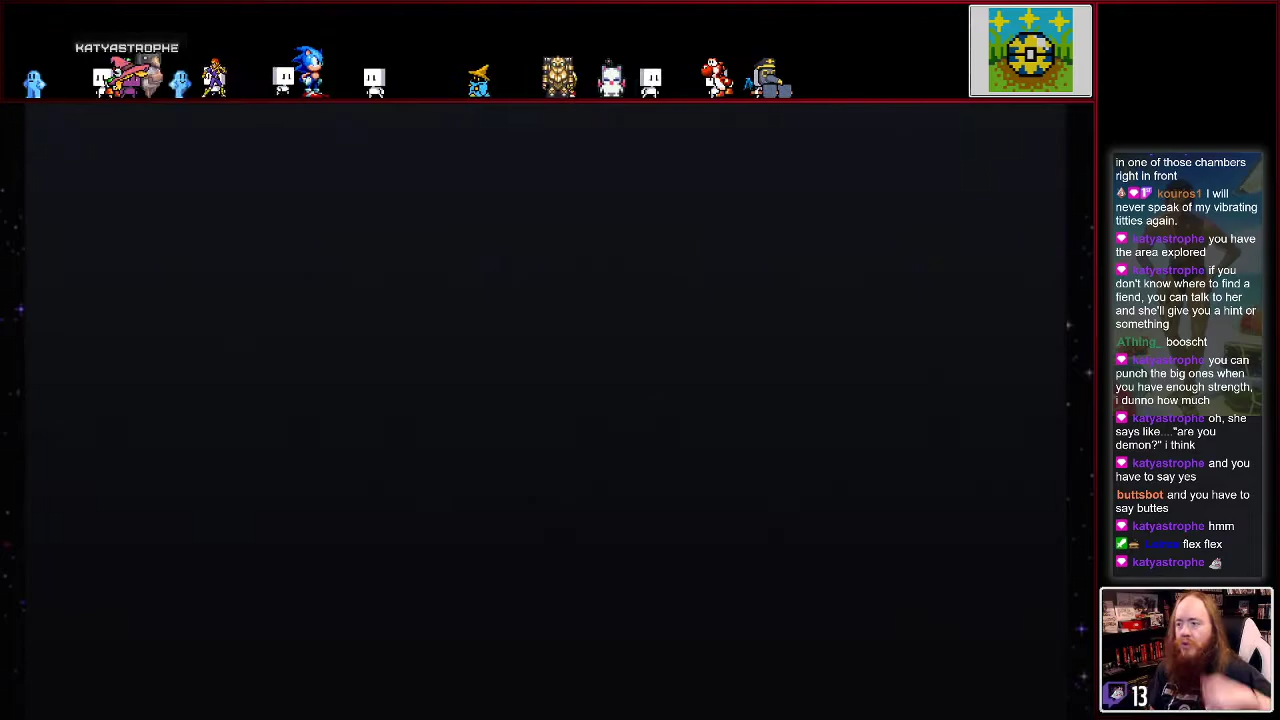 KATYASTROPHE
in one of those chambers
right in front
kouros1 I will
never speak of my vibrating
titties again.
katyastrophe you have
the area explored
katyastrophe if you
don't know where to find a
fiend, you can talk to her
and she'll give you a hint or
something
AThing_ booscht
katyastrophe you can
punch the big ones when
you have enough strength,
i dunno how much
katyastrophe oh, she
says like...."are you
demon?" i think
katyastrophe and you
have to say yes
buttsbot and you have to
say buttes
katyastrophe hmm
flex flex
katyastrophe
13